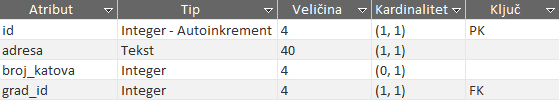 Atribut Tip Veličina Kardinalitet Ključ
id Integer - Autoinkrement 4 (1, 1) PK
adresa Tekst 40 (1, 1)
broj_katova Integer 4 (0, 1)
grad_id Integer 4 (1, 1) FK